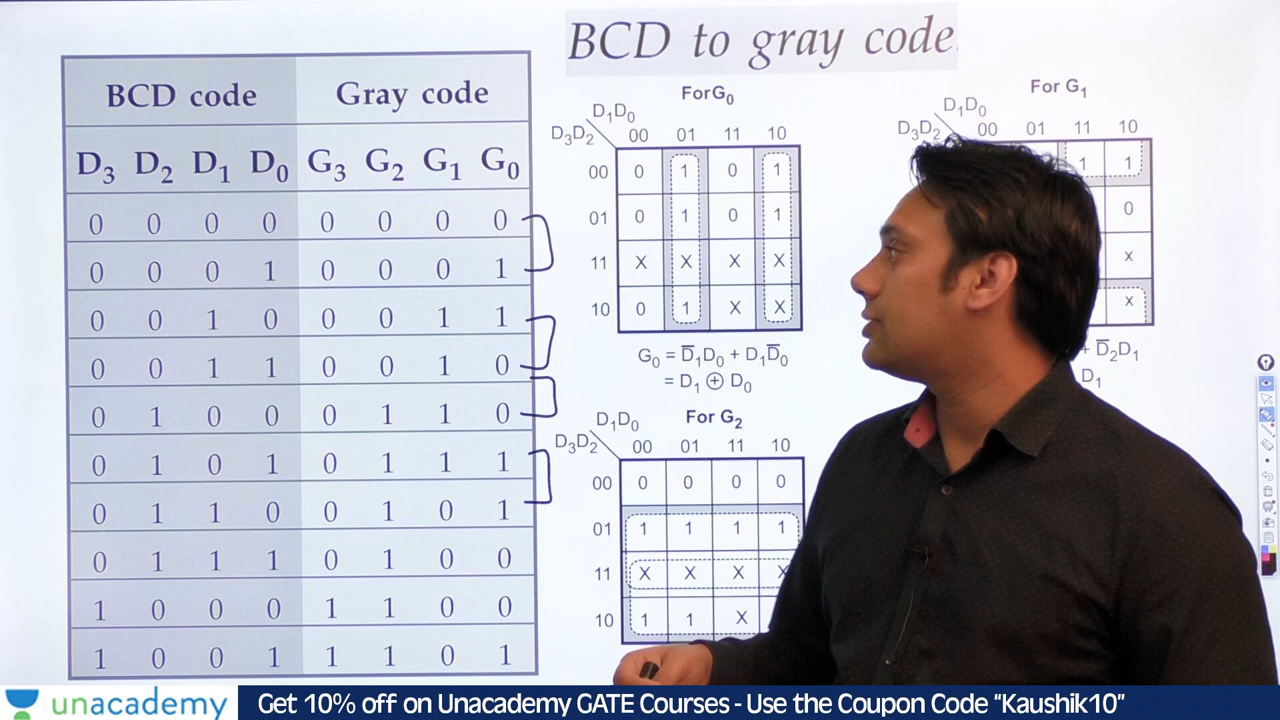 BCD to gray code
BCD code Gray code
D3 D2 D1 D0 G3 G2 G1 G0
0 0 0 0 0 0 0 0
0 0 0 1 0 0 0 1
0 0 1 0 0 0 1 1
0 0 1 1 0 0 1 0
0 1 0 0 0 1 1 0
0 1 0 1 0 1 1 1
0 1 1 0 0 1 0 1
0 1 1 1 0 1 0 0
1 0 0 0 1 1 0 0
1 0 0 1 1 1 0 1
ForG0
D1D0
D3D2 00 01 11 10
00 0 1 0 1
01 0 1 0 1
11 X X X X
10 0 1 X X
G0 = D̅1D0 + D1D̅0
= D1 ⊕ D0
For G1
D1D0
D3D2 00 01 11 10
1 1
0
x
x
+ D̅2D1
D1
For G2
D1D0
D3D2 00 01 11 10
00 0 0 0 0
01 1 1 1 1
11 X X X X
10 1 1 X
unacademy
Get 10% off on Unacademy GATE Courses - Use the Coupon Code “Kaushik10”